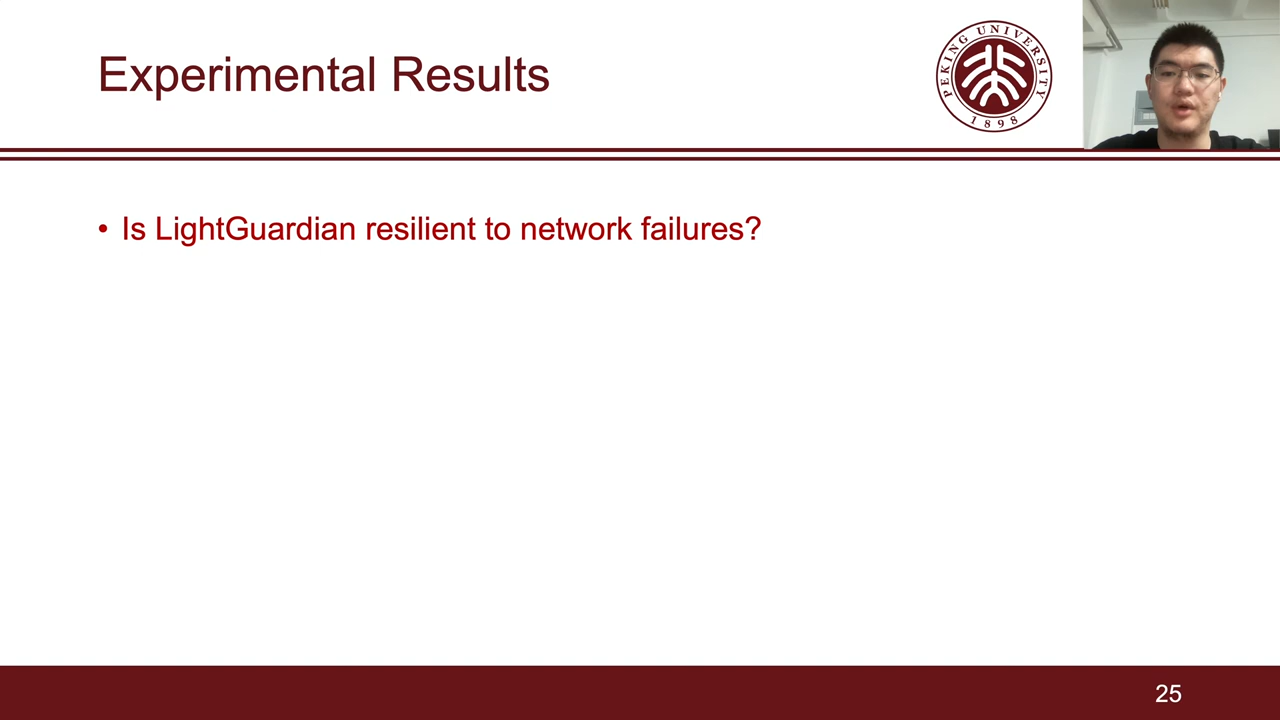 Experimental Results
PEKING UNIVERSITY
1898
• Is LightGuardian resilient to network failures?
25